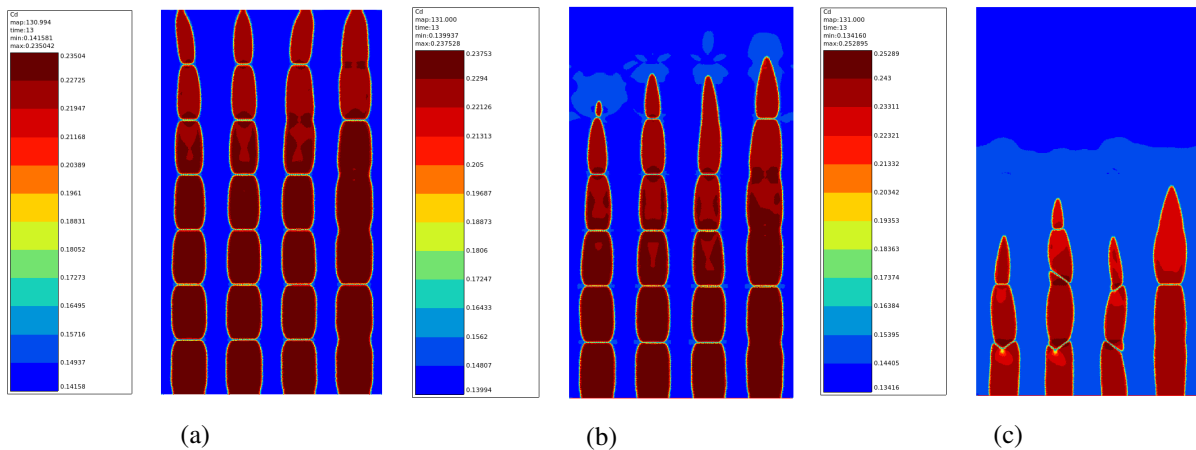 Cd
map:130.994
time:13
min:0.141581
max:0.235042
0.23504
0.22725
0.21947
0.21168
0.20389
0.1961
0.18831
0.18052
0.17273
0.16495
0.15716
0.14937
0.14158
(a)
Cd
map:131.000
time:13
min:0.139937
max:0.237528
0.23753
0.2294
0.22126
0.21313
0.205
0.19687
0.18873
0.1806
0.17247
0.16433
0.1562
0.14807
0.13994
(b)
Cd
map:131.000
time:13
min:0.134160
max:0.252895
0.25289
0.243
0.23311
0.22321
0.21332
0.20342
0.19353
0.18363
0.17374
0.16384
0.15395
0.14405
0.13416
(c)